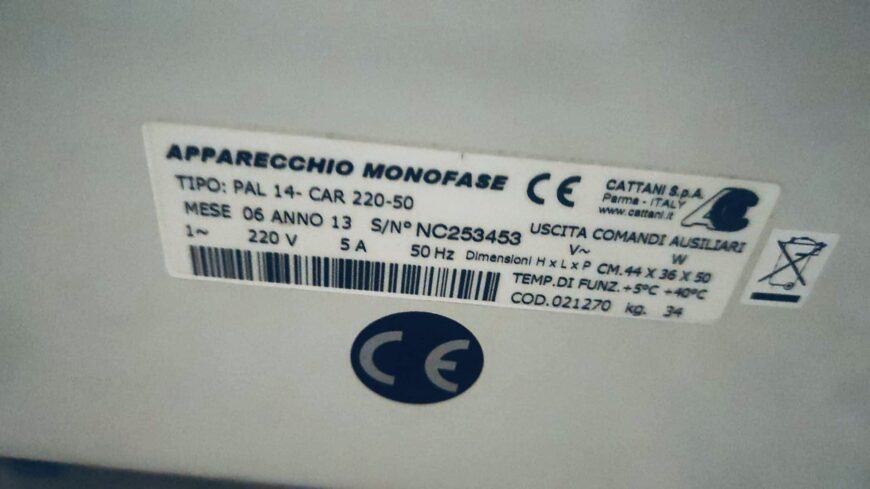 APPARECCHIO MONOFASE
TIPO: PAL 14- CAR 220-50
MESE 06 ANNO 13 S/N° NC253453
1~ 220 V 5 A 50 Hz
CE
CATTANI S.p.A.
Parma - ITALY
www.cattani.it
AC
USCITA COMANDI AUSILIARI
V~ W
Dimensioni H x L x P CM.44 X 36 X 50
TEMP.DI FUNZ.+5°C +40°C
COD.021270 kg. 34
CE